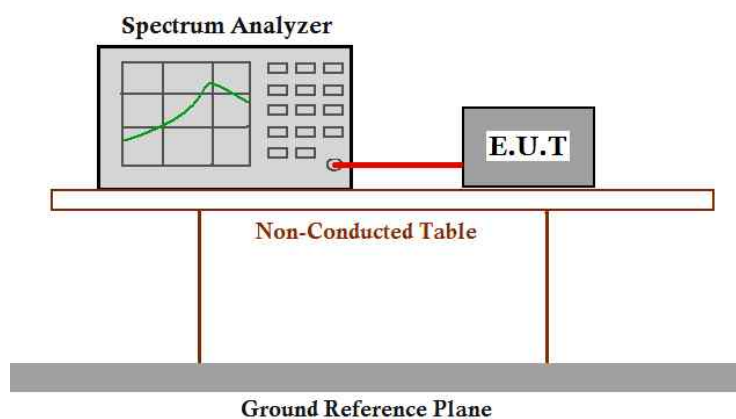 Spectrum Analyzer
E.U.T
Non-Conducted Table
Ground Reference Plane